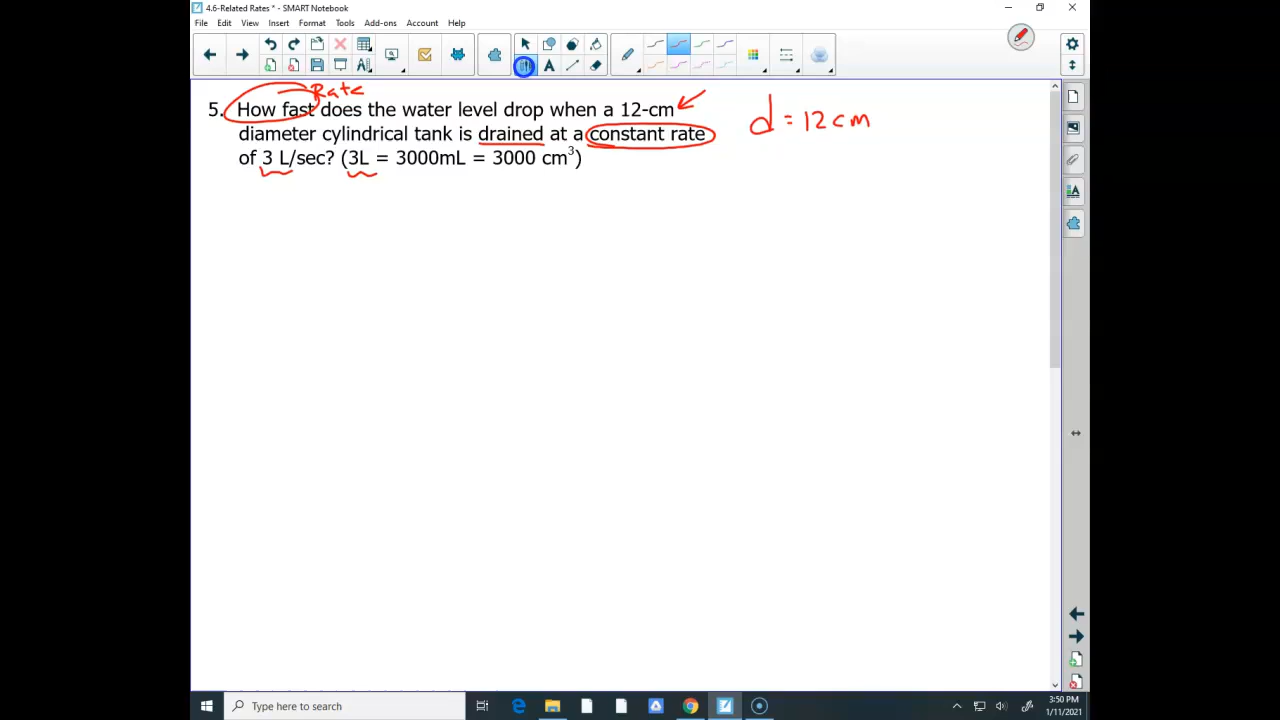 4.6-Related Rates * - SMART Notebook
File Edit View Insert Format Tools Add-ons Account Help
Rate
5. How fast does the water level drop when a 12-cm
diameter cylindrical tank is drained at a constant rate
of 3 L/sec? (3L = 3000mL = 3000 cm³)
d = 12 cm
Type here to search
3:50 PM
1/11/2021